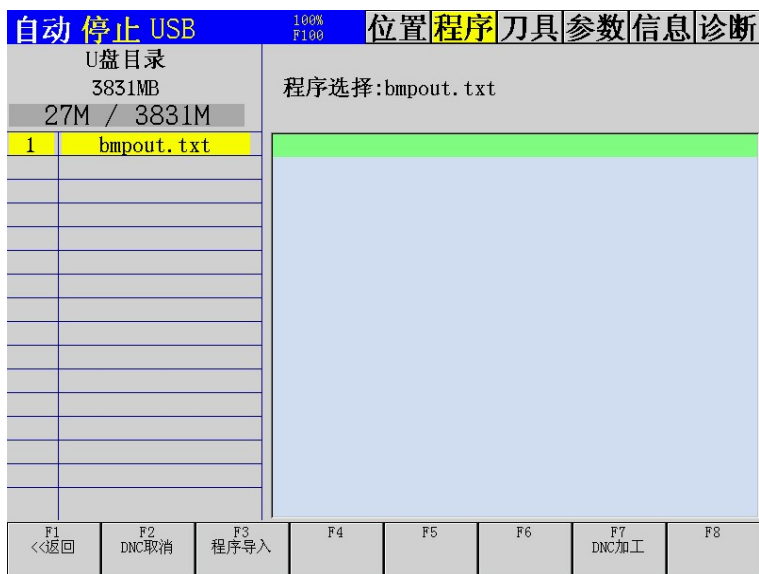 自动 停止 USB 100% F100 位置 程序 刀具 参数 信息 诊断
U盘目录
3831MB
27M / 3831M
程序选择:bmpout.txt
1 bmpout.txt
F1 F2 F3 F4 F5 F6 F7 F8
<<返回 DNC取消 程序导入 DNC加工